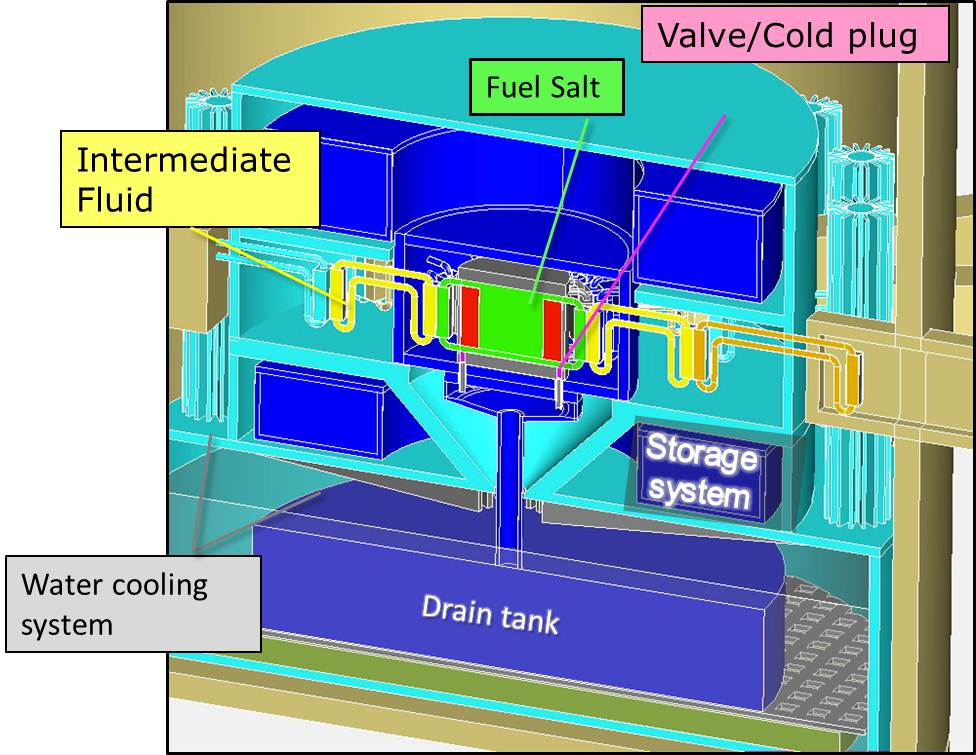 Valve/Cold plug
Fuel Salt
Intermediate
Fluid
Storage
system
Water cooling
system
Drain tank